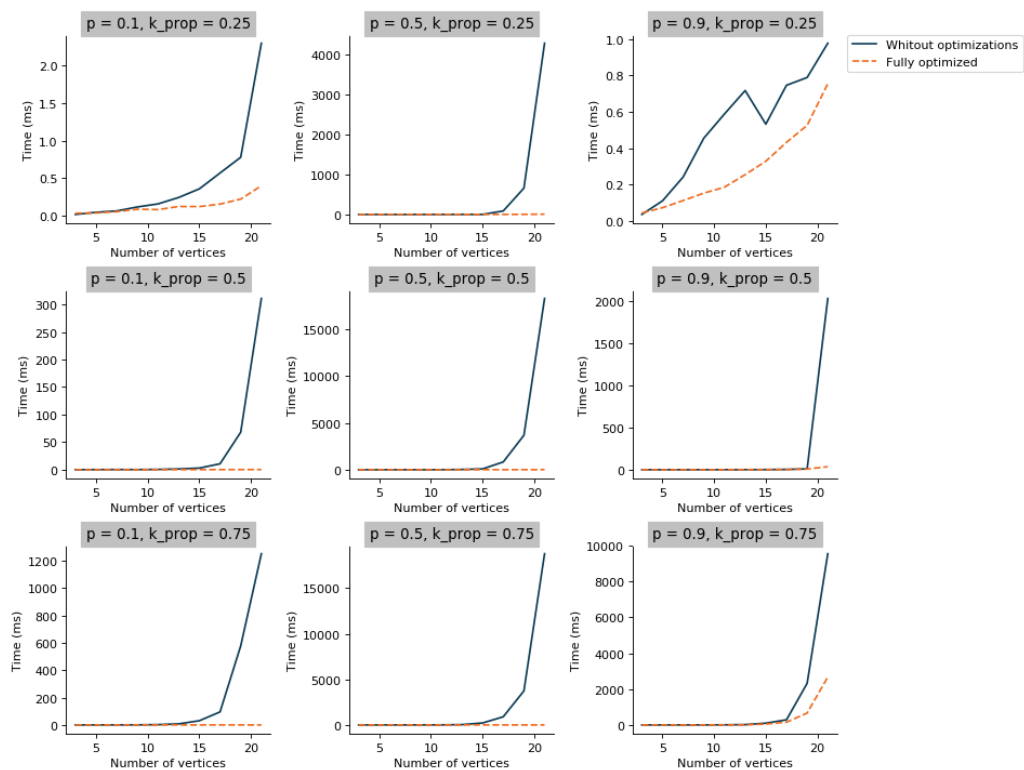 p = 0.1, k_prop = 0.25
p = 0.5, k_prop = 0.25
p = 0.9, k_prop = 0.25
Whitout optimizations
Fully optimized
Time (ms)
2.0
1.5
1.0
0.5
0.0
5 10 15 20
Number of vertices
Time (ms)
4000
3000
2000
1000
0
5 10 15 20
Number of vertices
Time (ms)
1.0
0.8
0.6
0.4
0.2
0.0
5 10 15 20
Number of vertices
p = 0.1, k_prop = 0.5
p = 0.5, k_prop = 0.5
p = 0.9, k_prop = 0.5
Time (ms)
300
250
200
150
100
50
0
5 10 15 20
Number of vertices
Time (ms)
15000
10000
5000
0
5 10 15 20
Number of vertices
Time (ms)
2000
1500
1000
500
0
5 10 15 20
Number of vertices
p = 0.1, k_prop = 0.75
p = 0.5, k_prop = 0.75
p = 0.9, k_prop = 0.75
Time (ms)
1200
1000
800
600
400
200
0
5 10 15 20
Number of vertices
Time (ms)
15000
10000
5000
0
5 10 15 20
Number of vertices
Time (ms)
10000
8000
6000
4000
2000
0
5 10 15 20
Number of vertices